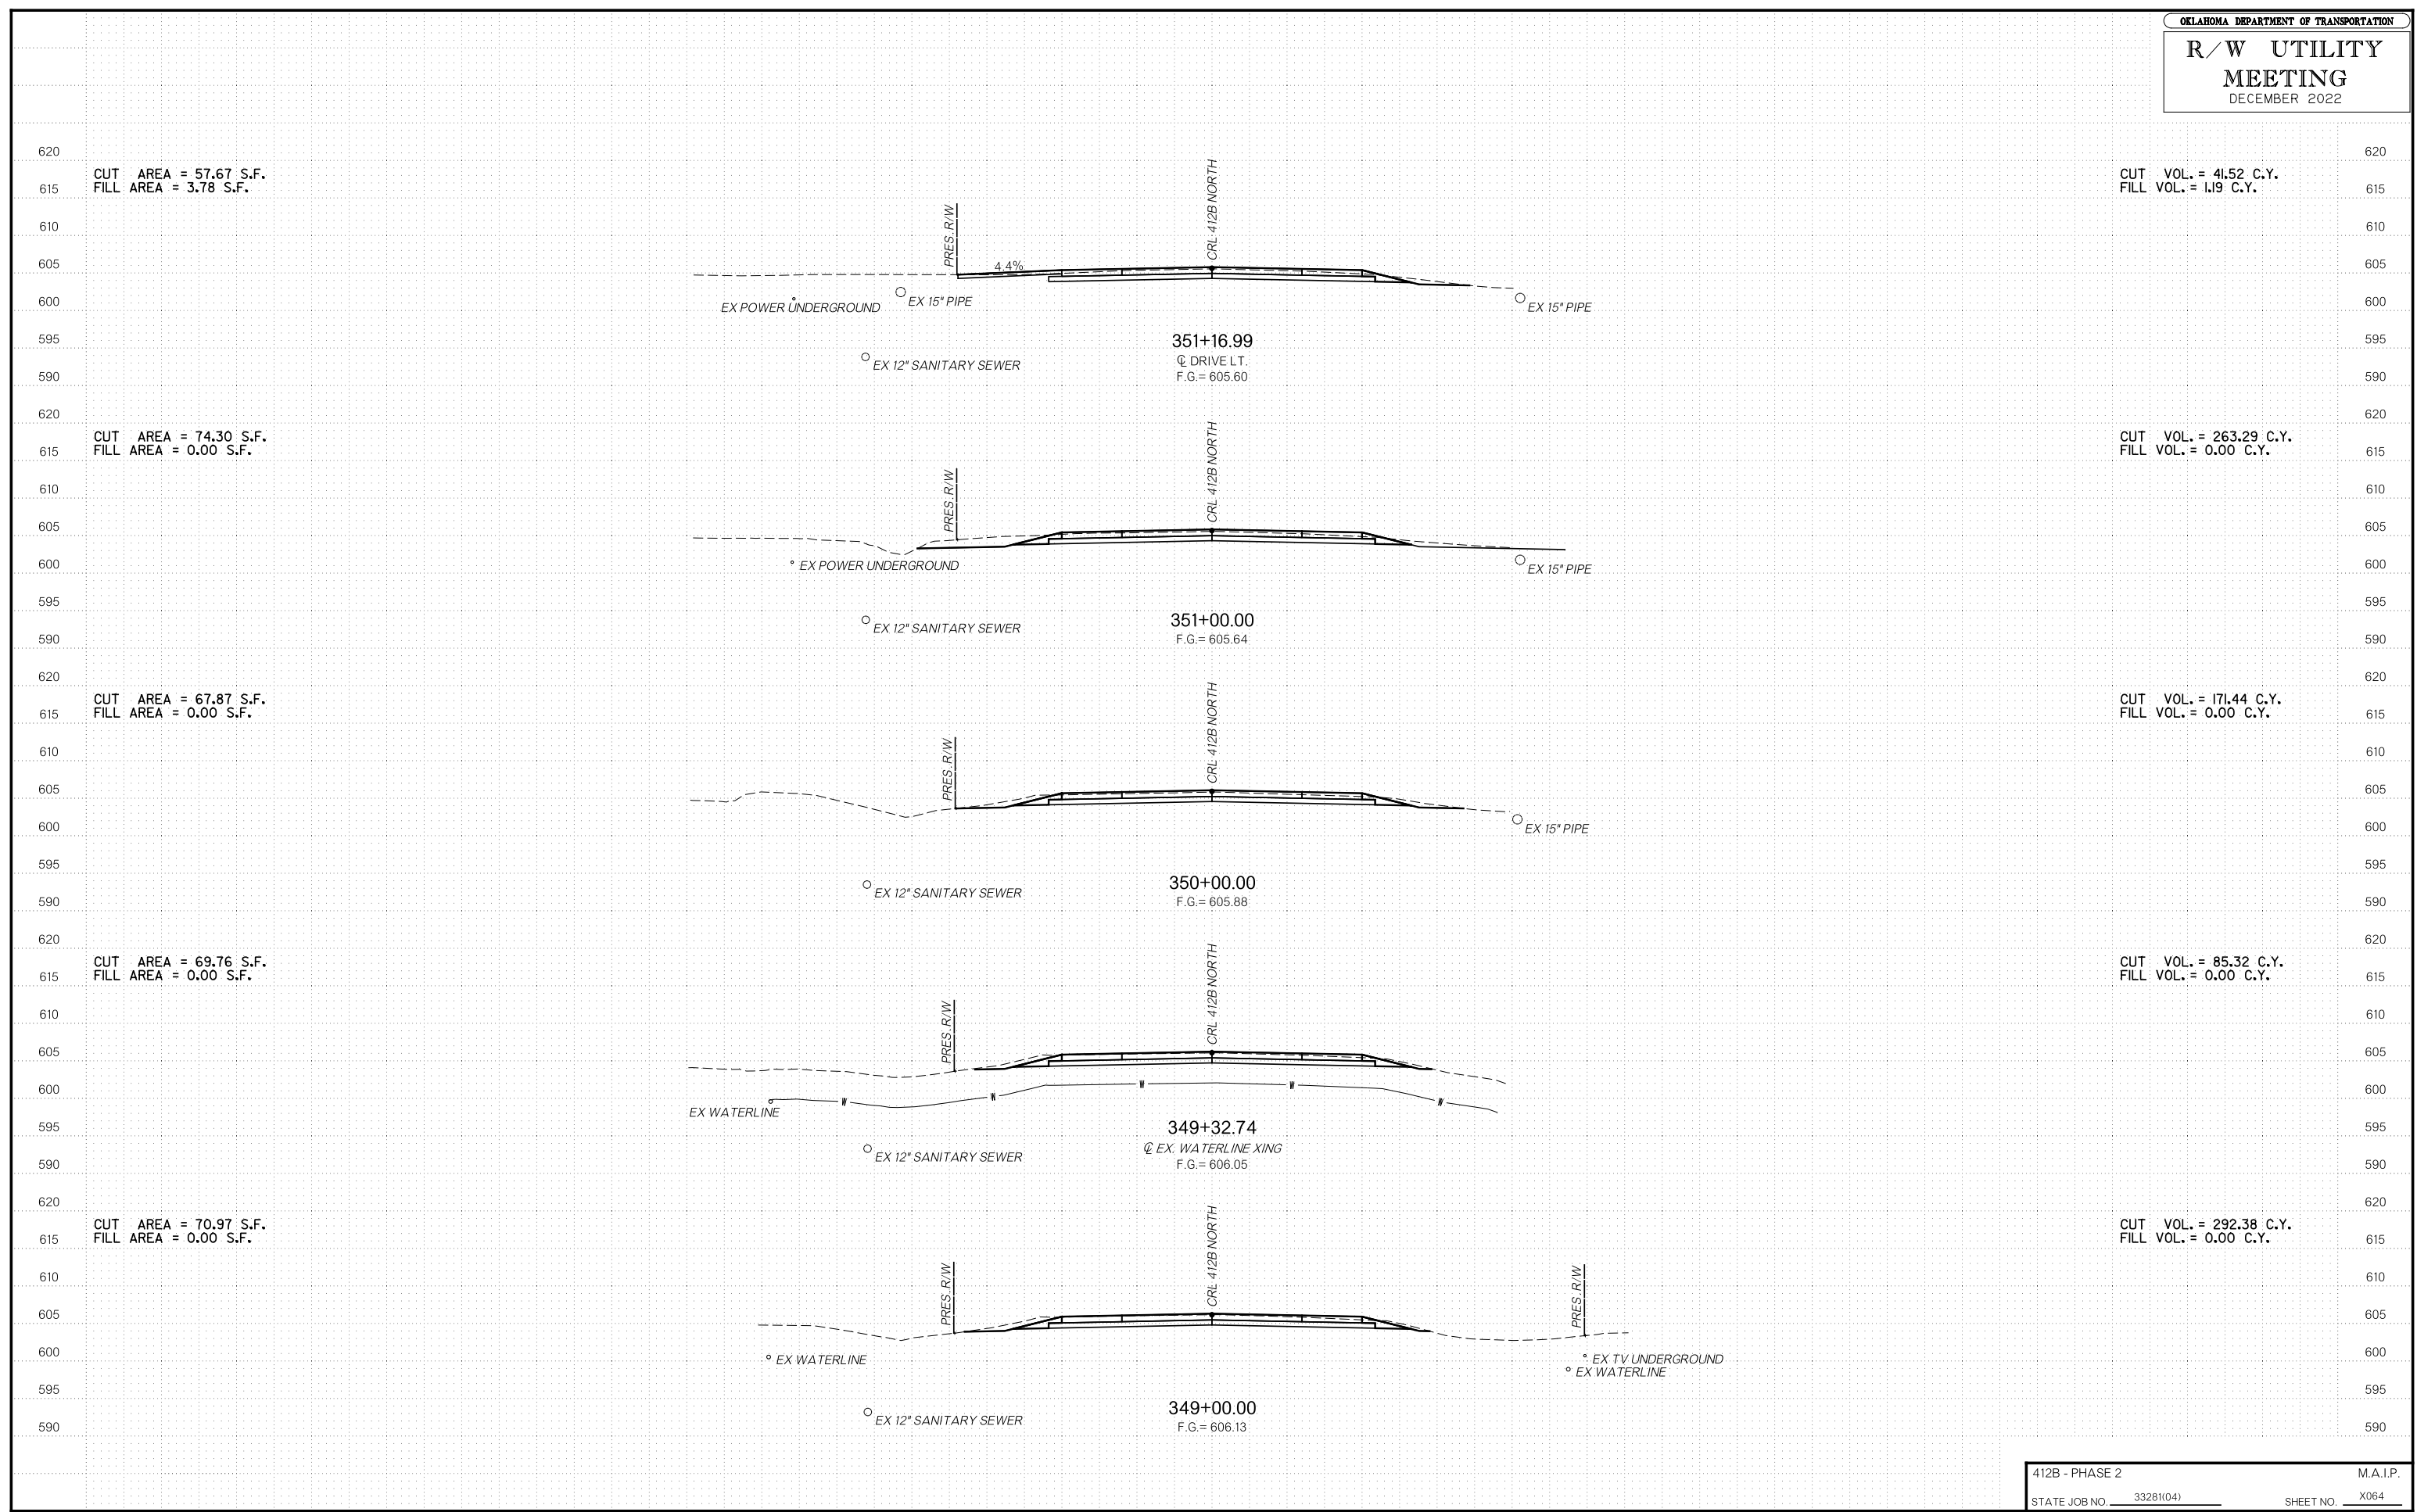 OKLAHOMA DEPARTMENT OF TRANSPORTATION
R/W UTILITY
MEETING
DECEMBER 2022
620 620
CUT AREA = 57.67 S.F. CUT VOL. = 41.52 C.Y.
FILL AREA = 3.78 S.F. FILL VOL. = 1.19 C.Y.
615 615
PRES. R/W
CRL 412B NORTH
610 610
605 4.4% 605
600 EX POWER UNDERGROUND EX 15" PIPE EX 15" PIPE 600
595 351+16.99 595
EX 12" SANITARY SEWER ℄ DRIVE LT.
590 F.G.= 605.60 590
620 620
CUT AREA = 74.30 S.F. CUT VOL. = 263.29 C.Y.
FILL AREA = 0.00 S.F. FILL VOL. = 0.00 C.Y.
615 615
PRES. R/W
CRL 412B NORTH
610 610
605 605
600 EX POWER UNDERGROUND EX 15" PIPE 600
595 595
EX 12" SANITARY SEWER 351+00.00
590 F.G.= 605.64 590
620 620
CUT AREA = 67.87 S.F. CUT VOL. = 171.44 C.Y.
FILL AREA = 0.00 S.F. FILL VOL. = 0.00 C.Y.
615 615
PRES. R/W
CRL 412B NORTH
610 610
605 605
600 EX 15" PIPE 600
595 595
EX 12" SANITARY SEWER 350+00.00
590 F.G.= 605.88 590
620 620
CUT AREA = 69.76 S.F. CUT VOL. = 85.32 C.Y.
FILL AREA = 0.00 S.F. FILL VOL. = 0.00 C.Y.
615 615
PRES. R/W
CRL 412B NORTH
610 610
605 605
600 W W W W W 600
EX WATERLINE
595 349+32.74 595
EX 12" SANITARY SEWER ℄ EX. WATERLINE XING
590 F.G.= 606.05 590
620 620
CUT AREA = 70.97 S.F. CUT VOL. = 292.38 C.Y.
FILL AREA = 0.00 S.F. FILL VOL. = 0.00 C.Y.
615 615
PRES. R/W
CRL 412B NORTH
PRES. R/W
610 610
605 605
600 EX WATERLINE EX TV UNDERGROUND 600
EX WATERLINE
595 595
EX 12" SANITARY SEWER 349+00.00
590 F.G.= 606.13 590
412B - PHASE 2 M.A.I.P.
STATE JOB NO. 33281(04) SHEET NO. X064